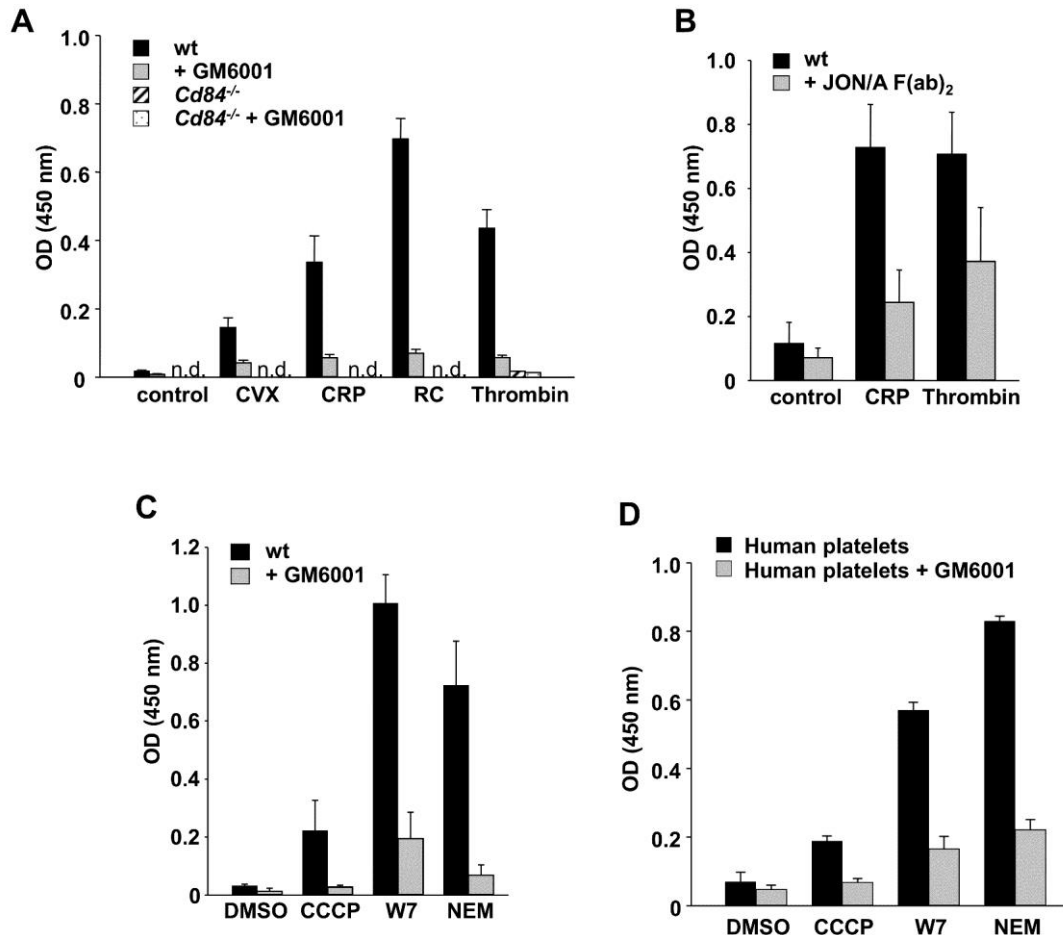 A
1.0
0.8
0.6
0.4
0.2
0
OD (450 nm)
wt
+ GM6001
Cd84-/-
Cd84-/- + GM6001
n.d. n.d. n.d. n.d.
control CVX CRP RC Thrombin
B
1.0
0.8
0.6
0.4
0.2
0
OD (450 nm)
wt
+ JON/A F(ab)2
control CRP Thrombin
C
1.2
1.0
0.8
0.6
0.4
0.2
0
OD (450 nm)
wt
+ GM6001
DMSO CCCP W7 NEM
D
1.0
0.8
0.6
0.4
0.2
0
OD (450 nm)
Human platelets
Human platelets + GM6001
DMSO CCCP W7 NEM